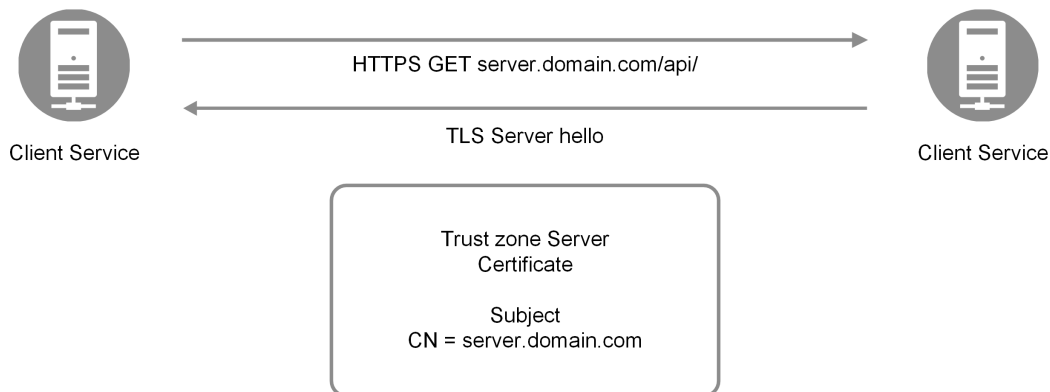 HTTPS GET server.domain.com/api/
TLS Server hello
Client Service
Client Service
Trust zone Server
Certificate
Subject
CN = server.domain.com